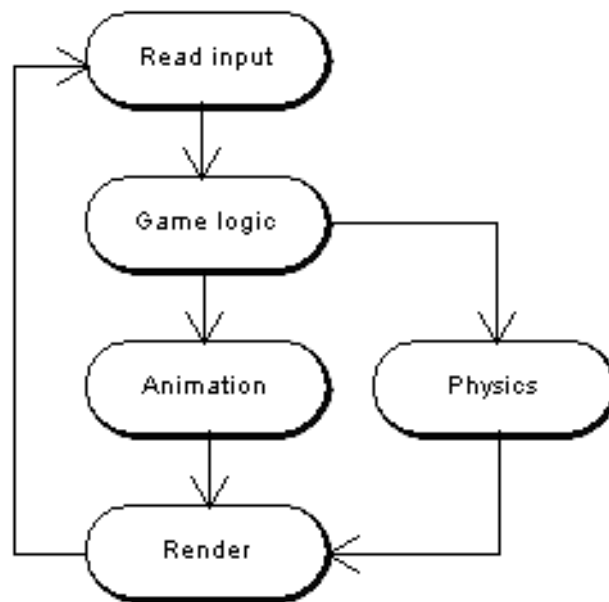 Read input
Game logic
Animation
Physics
Render